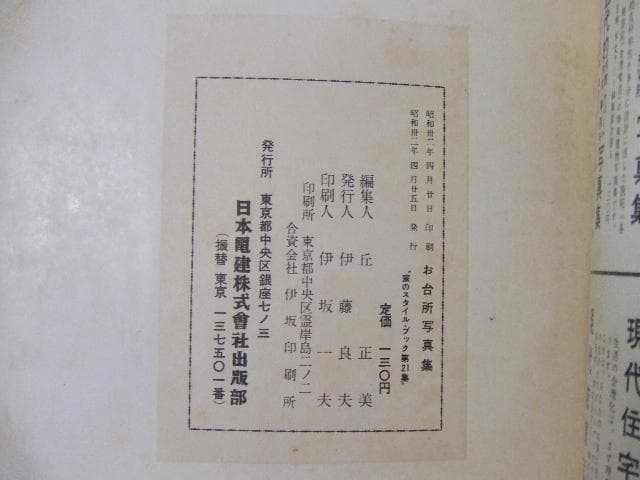 昭和卅二年四月廿日 印刷
昭和卅二年四月廿五日 発行
お台所写真集
“家のスタイル・ブック第21集”
定価 一三〇円
編集人 丘正美
発行人 伊藤良夫
印刷人 伊坂一夫
印刷所 東京都中央区霊岸島二ノ二
合資会社 伊坂印刷所
発行所 東京都中央区銀座七ノ三
日本電建株式會社出版部
(振替 東京 一三七五〇一番)
真集
現代住宅